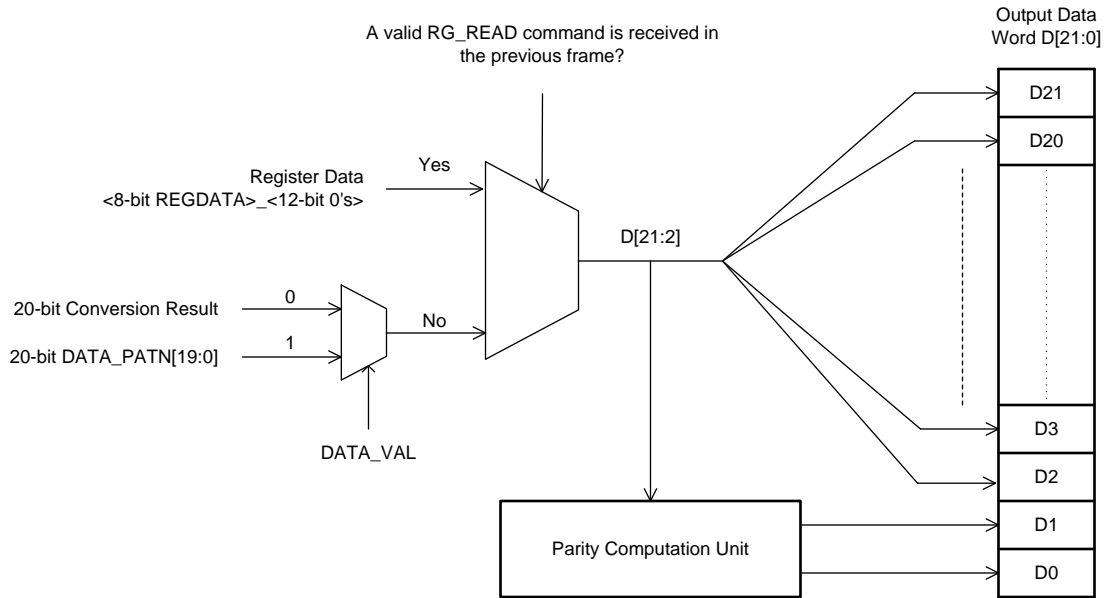 Output Data
Word D[21:0]
A valid RG_READ command is received in
the previous frame?
D21
D20
Yes
Register Data
<8-bit REGDATA>_<12-bit 0's>
D[21:2]
0
20-bit Conversion Result
No
1
20-bit DATA_PATN[19:0]
DATA_VAL
D3
D2
D1
Parity Computation Unit
D0